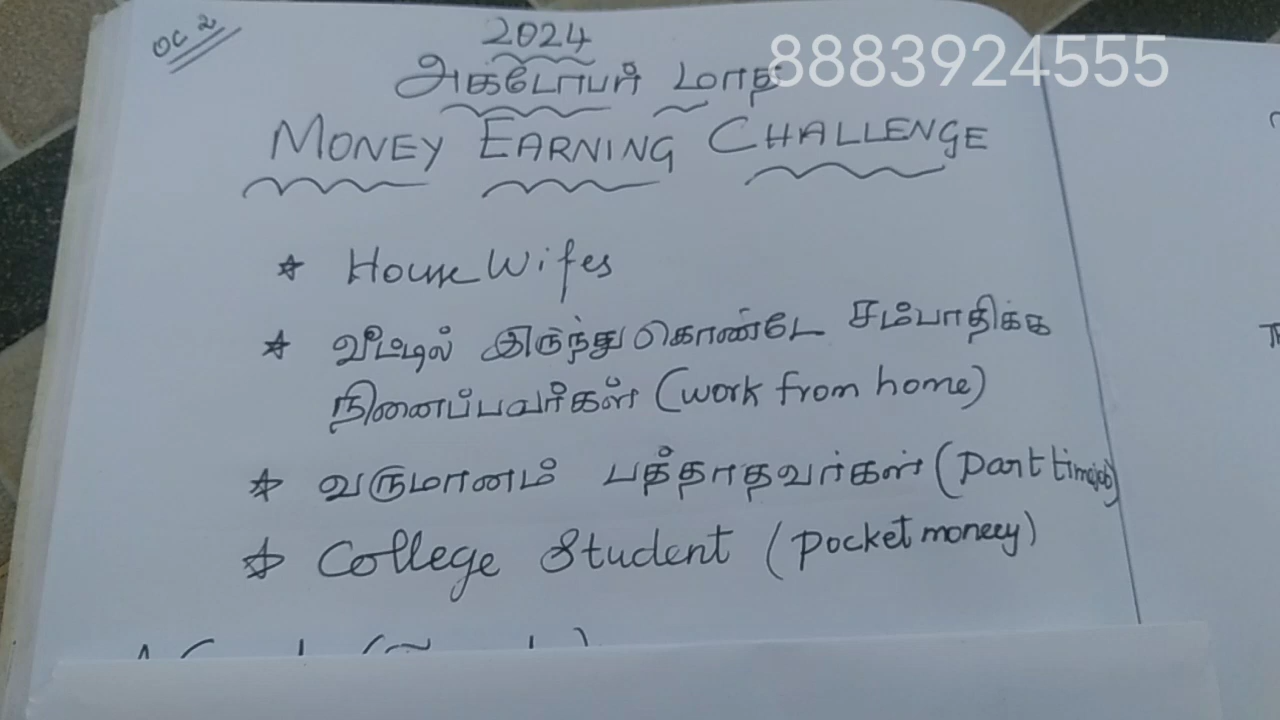 OC 2
2024
அக்டோபர் மாத
8883924555
MONEY EARNING CHALLENGE
★ House Wifes
★ வீட்டில் இருந்து கொண்டே சம்பாதிக்க
நினைப்பவர்கள் (work from home)
★ வருமானம் பத்தாதவர்கள் (Part time job)
★ College Student (pocket moneey)